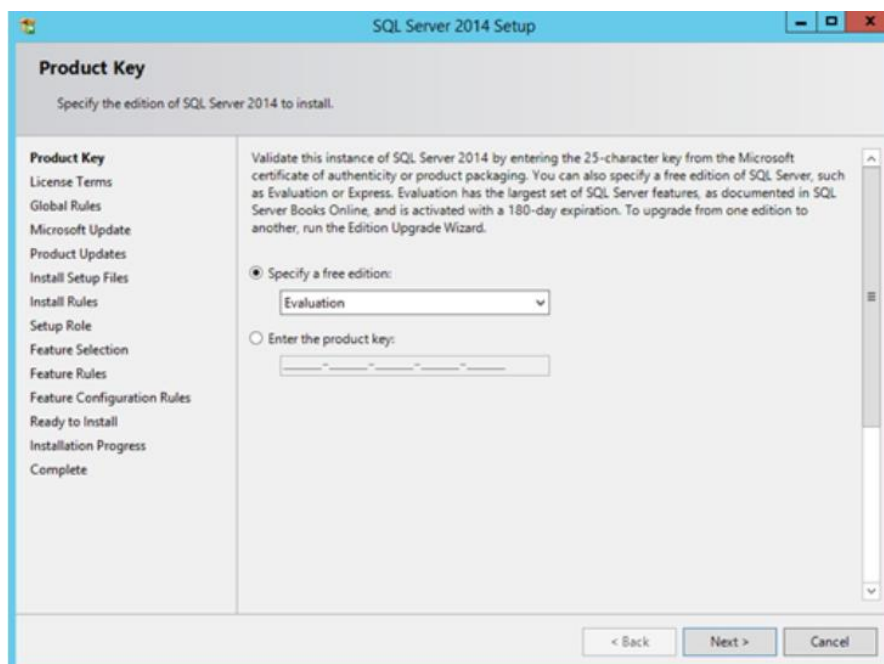 SQL Server 2014 Setup
Product Key
Specify the edition of SQL Server 2014 to install.
Product Key
License Terms
Global Rules
Microsoft Update
Product Updates
Install Setup Files
Install Rules
Setup Role
Feature Selection
Feature Rules
Feature Configuration Rules
Ready to Install
Installation Progress
Complete
Validate this instance of SQL Server 2014 by entering the 25-character key from the Microsoft
certificate of authenticity or product packaging. You can also specify a free edition of SQL Server, such
as Evaluation or Express. Evaluation has the largest set of SQL Server features, as documented in SQL
Server Books Online, and is activated with a 180-day expiration. To upgrade from one edition to
another, run the Edition Upgrade Wizard.
Specify a free edition:
Evaluation
Enter the product key:
_____-_____-_____-_____-_____
< Back
Next >
Cancel